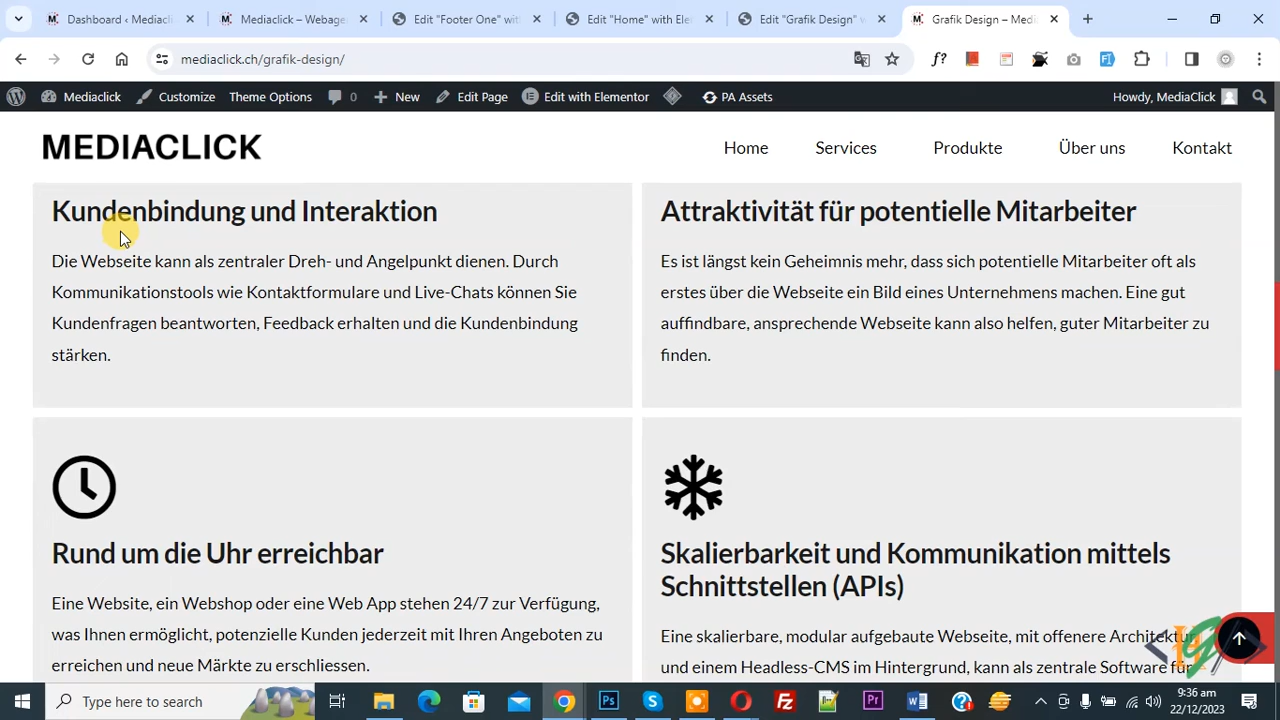 Dashboard ‹ Mediacli
Mediaclick – Webage
Edit "Footer One" wit
Edit "Home" with Ele
Edit "Grafik Design"
Grafik Design – Medi
mediaclick.ch/grafik-design/
Mediaclick
Customize
Theme Options
0
New
Edit Page
Edit with Elementor
PA Assets
Howdy, MediaClick
MEDIACLICK
Home
Services
Produkte
Über uns
Kontakt
Kundenbindung und Interaktion
Die Webseite kann als zentraler Dreh- und Angelpunkt dienen. Durch
Kommunikationstools wie Kontaktformulare und Live-Chats können Sie
Kundenfragen beantworten, Feedback erhalten und die Kundenbindung
stärken.
Attraktivität für potentielle Mitarbeiter
Es ist längst kein Geheimnis mehr, dass sich potentielle Mitarbeiter oft als
erstes über die Webseite ein Bild eines Unternehmens machen. Eine gut
auffindbare, ansprechende Webseite kann also helfen, guter Mitarbeiter zu
finden.
Rund um die Uhr erreichbar
Eine Website, ein Webshop oder eine Web App stehen 24/7 zur Verfügung,
was Ihnen ermöglicht, potenzielle Kunden jederzeit mit Ihren Angeboten zu
erreichen und neue Märkte zu erschliessen.
Skalierbarkeit und Kommunikation mittels
Schnittstellen (APIs)
Eine skalierbare, modular aufgebaute Webseite, mit offenere Architektur
und einem Headless-CMS im Hintergrund, kann als zentrale Software für
Type here to search
9:36 am
22/12/2023